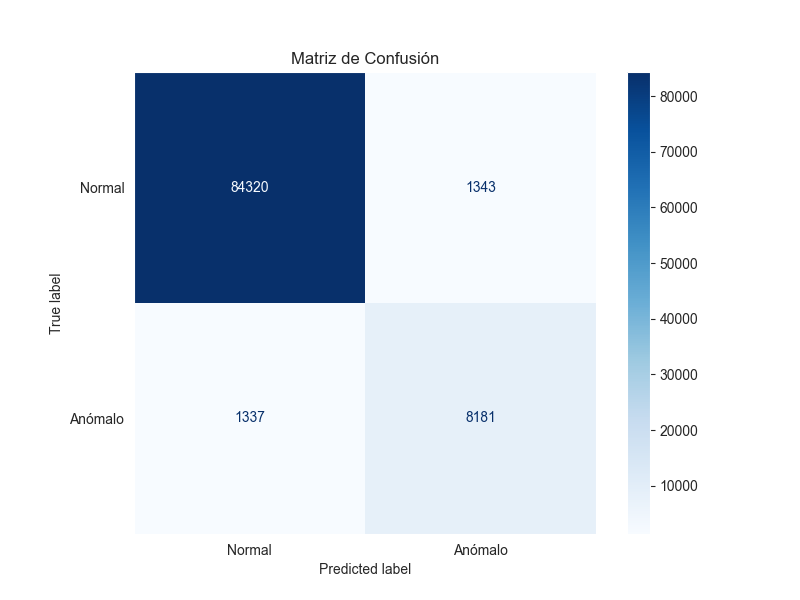 Matriz de Confusión
True label
Normal
84320
1343
Anómalo
1337
8181
Normal
Anómalo
Predicted label
80000
70000
60000
50000
40000
30000
20000
10000